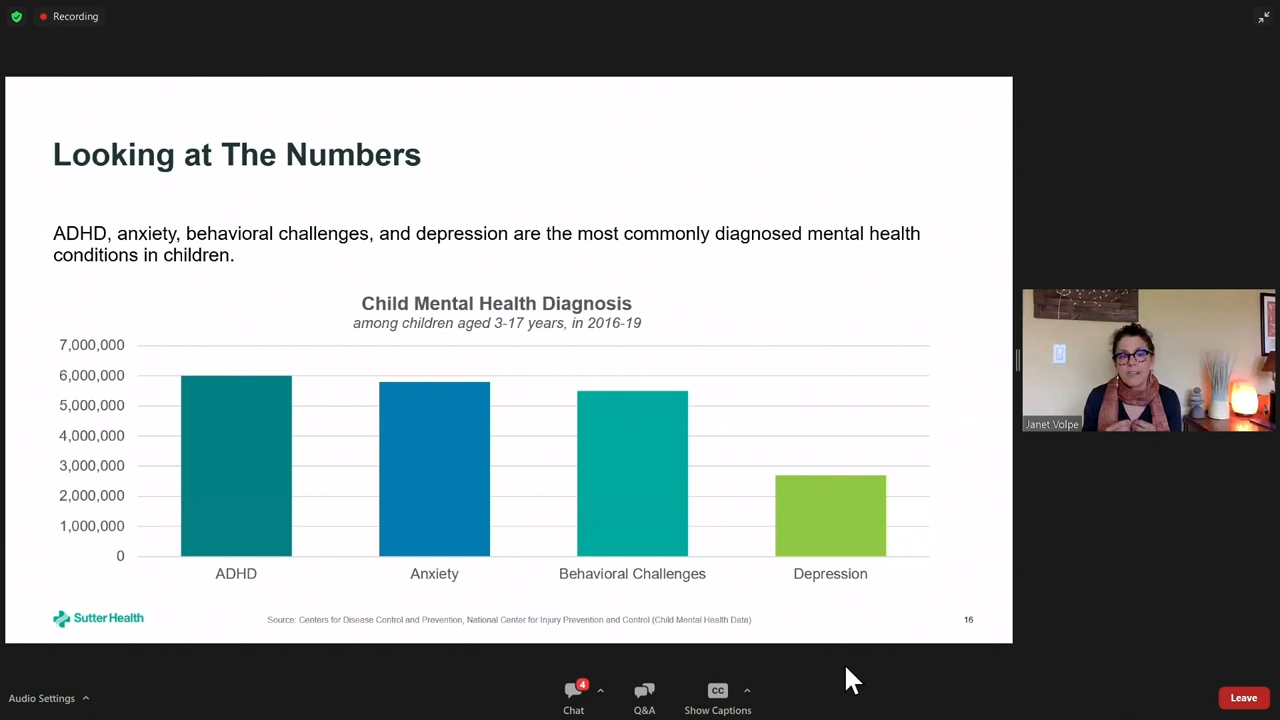 Recording
Looking at The Numbers
ADHD, anxiety, behavioral challenges, and depression are the most commonly diagnosed mental health
conditions in children.
Child Mental Health Diagnosis
among children aged 3-17 years, in 2016-19
7,000,000
6,000,000
5,000,000
4,000,000
3,000,000
2,000,000
1,000,000
0
ADHD
Anxiety
Behavioral Challenges
Depression
Sutter Health
Source: Centers for Disease Control and Prevention, National Center for Injury Prevention and Control (Child Mental Health Data)
16
Janet Volpe
Audio Settings
4
Chat
Q&A
CC
Show Captions
Leave